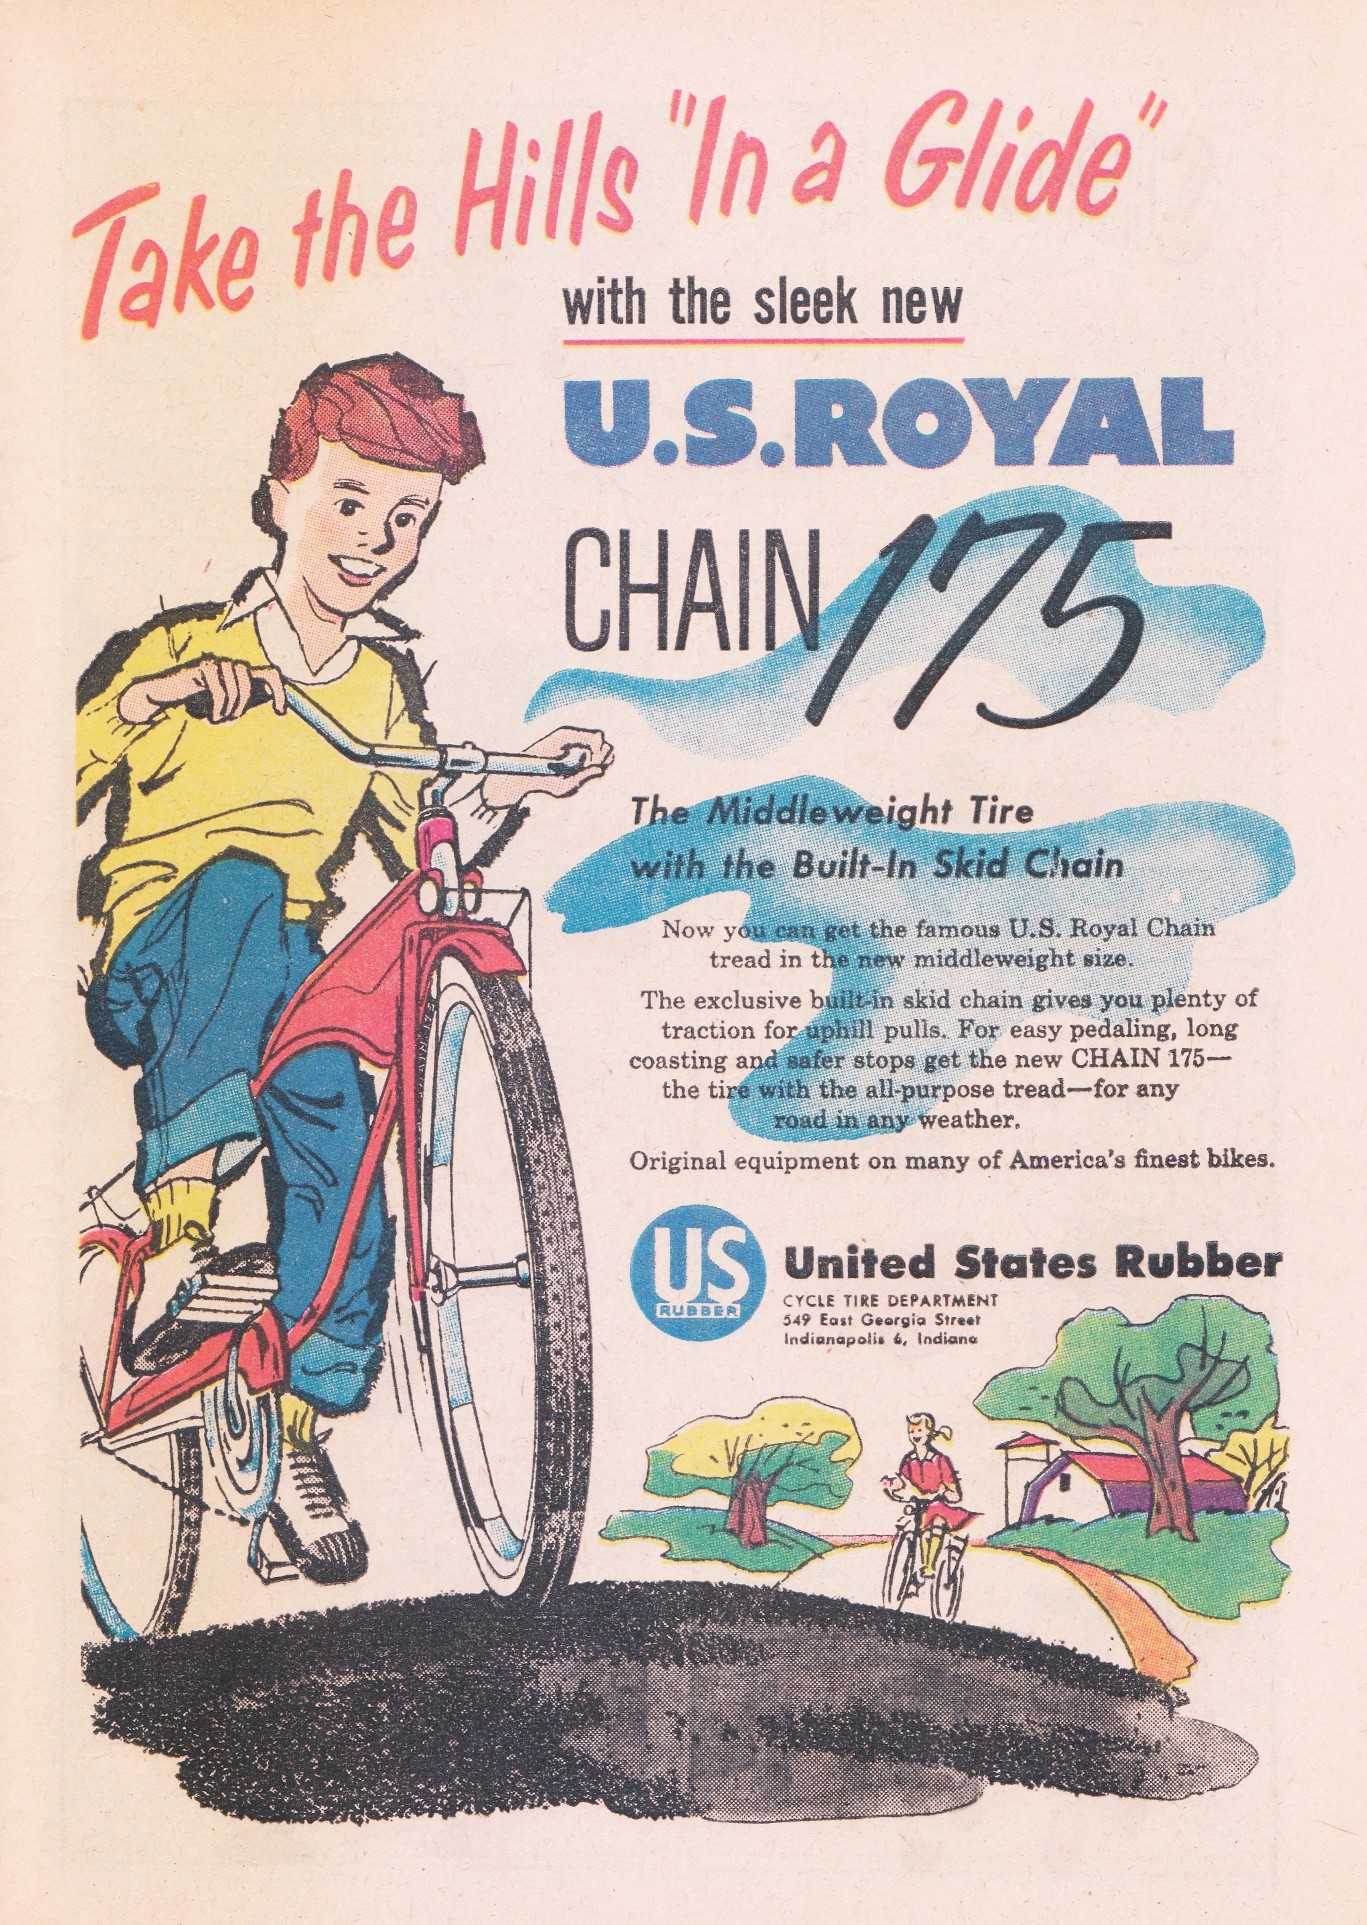 Take the Hills "In a Glide"
with the sleek new
U.S. ROYAL
CHAIN 175
The Middleweight Tire
with the Built-In Skid Chain
Now you can get the famous U.S. Royal Chain
tread in the new middleweight size.
The exclusive built-in skid chain gives you plenty of
traction for uphill pulls. For easy pedaling, long
coasting and safer stops get the new CHAIN 175—
the tire with the all-purpose tread—for any
road in any weather.
Original equipment on many of America's finest bikes.
US
RUBBER
United States Rubber
CYCLE TIRE DEPARTMENT
549 East Georgia Street
Indianapolis 6, Indiana